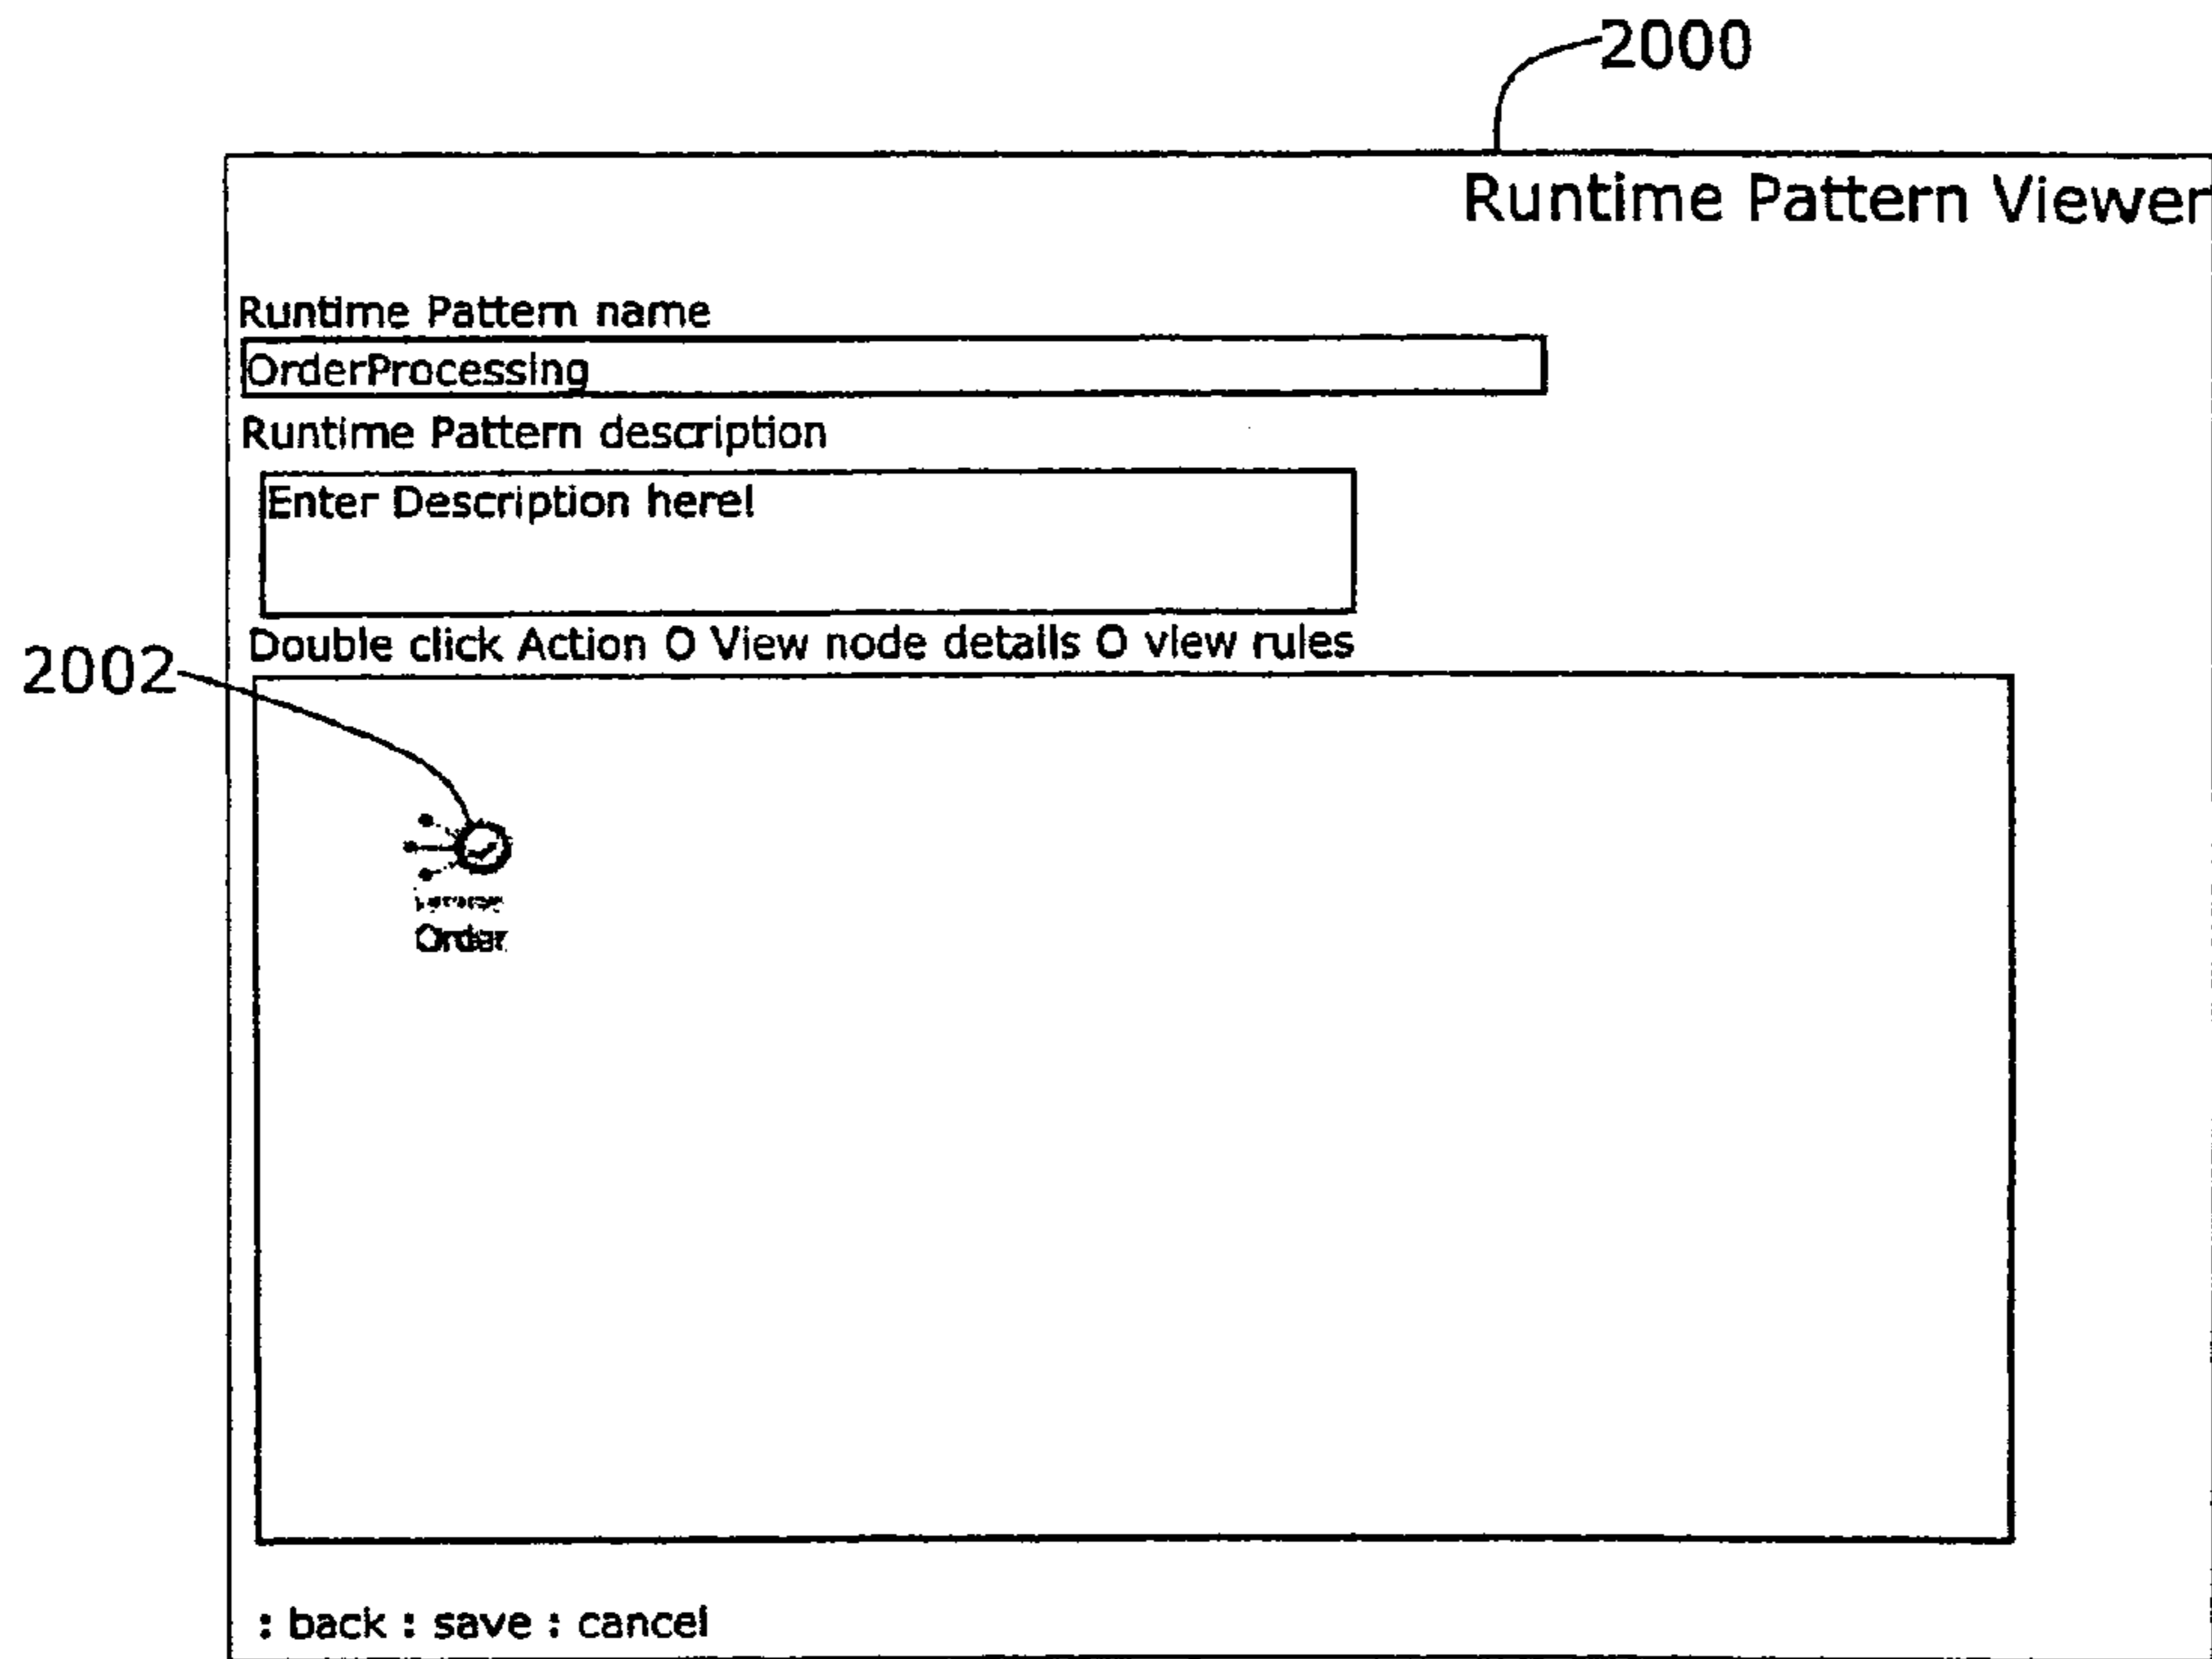 2000
Runtime Pattern Viewer
Runtime Pattern name
OrderProcessing
Runtime Pattern description
Enter Description here!
Double click Action O View node details O view rules
2002
Order
: back : save : cancel